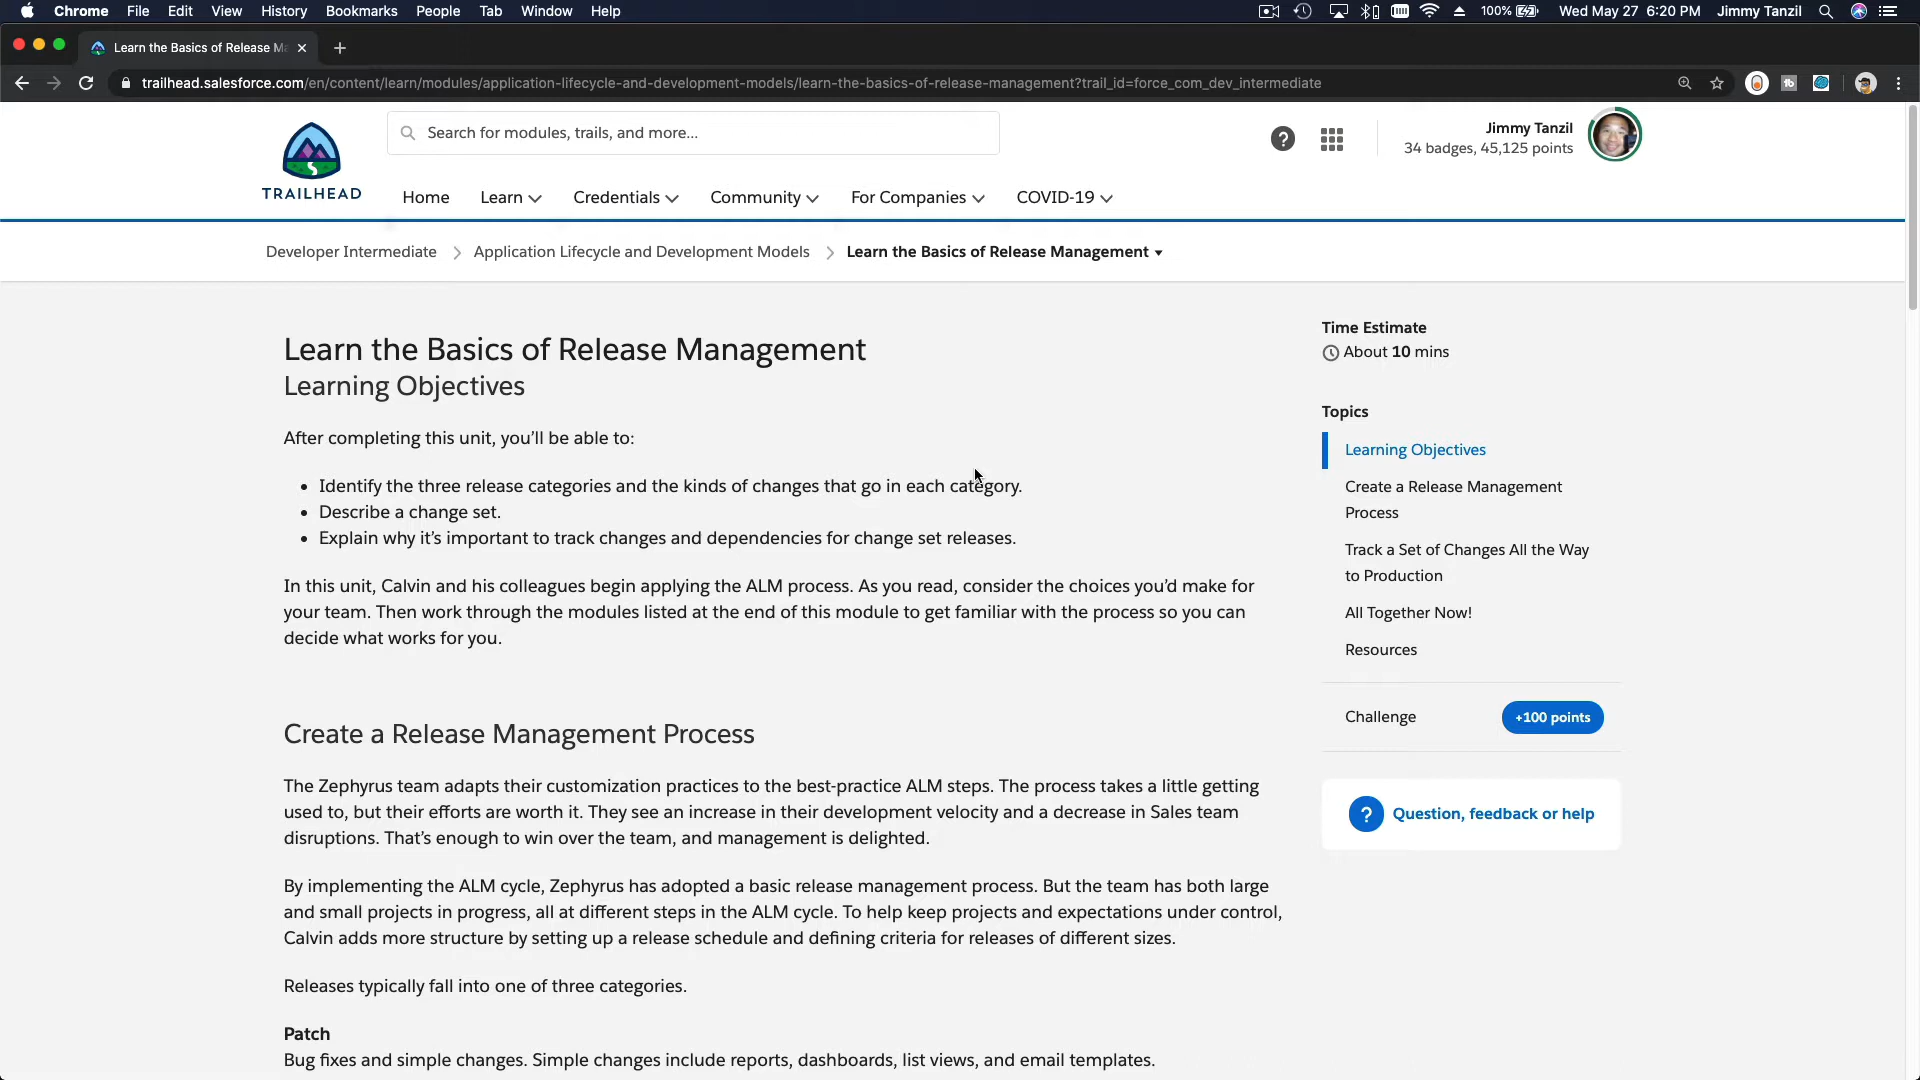 Chrome File Edit View History Bookmarks People Tab Window Help 100% Wed May 27 6:20 PM Jimmy Tanzil
Learn the Basics of Release Ma
trailhead.salesforce.com/en/content/learn/modules/application-lifecycle-and-development-models/learn-the-basics-of-release-management?trail_id=force_com_dev_intermediate
Search for modules, trails, and more...
Jimmy Tanzil
34 badges, 45,125 points
TRAILHEAD
Home Learn Credentials Community For Companies COVID-19
Developer Intermediate Application Lifecycle and Development Models Learn the Basics of Release Management
Learn the Basics of Release Management
Learning Objectives
After completing this unit, you’ll be able to:
• Identify the three release categories and the kinds of changes that go in each category.
• Describe a change set.
• Explain why it’s important to track changes and dependencies for change set releases.
In this unit, Calvin and his colleagues begin applying the ALM process. As you read, consider the choices you’d make for
your team. Then work through the modules listed at the end of this module to get familiar with the process so you can
decide what works for you.
Create a Release Management Process
The Zephyrus team adapts their customization practices to the best-practice ALM steps. The process takes a little getting
used to, but their efforts are worth it. They see an increase in their development velocity and a decrease in Sales team
disruptions. That’s enough to win over the team, and management is delighted.
By implementing the ALM cycle, Zephyrus has adopted a basic release management process. But the team has both large
and small projects in progress, all at different steps in the ALM cycle. To help keep projects and expectations under control,
Calvin adds more structure by setting up a release schedule and defining criteria for releases of different sizes.
Releases typically fall into one of three categories.
Patch
Bug fixes and simple changes. Simple changes include reports, dashboards, list views, and email templates.
Time Estimate
About 10 mins
Topics
Learning Objectives
Create a Release Management
Process
Track a Set of Changes All the Way
to Production
All Together Now!
Resources
Challenge +100 points
? Question, feedback or help